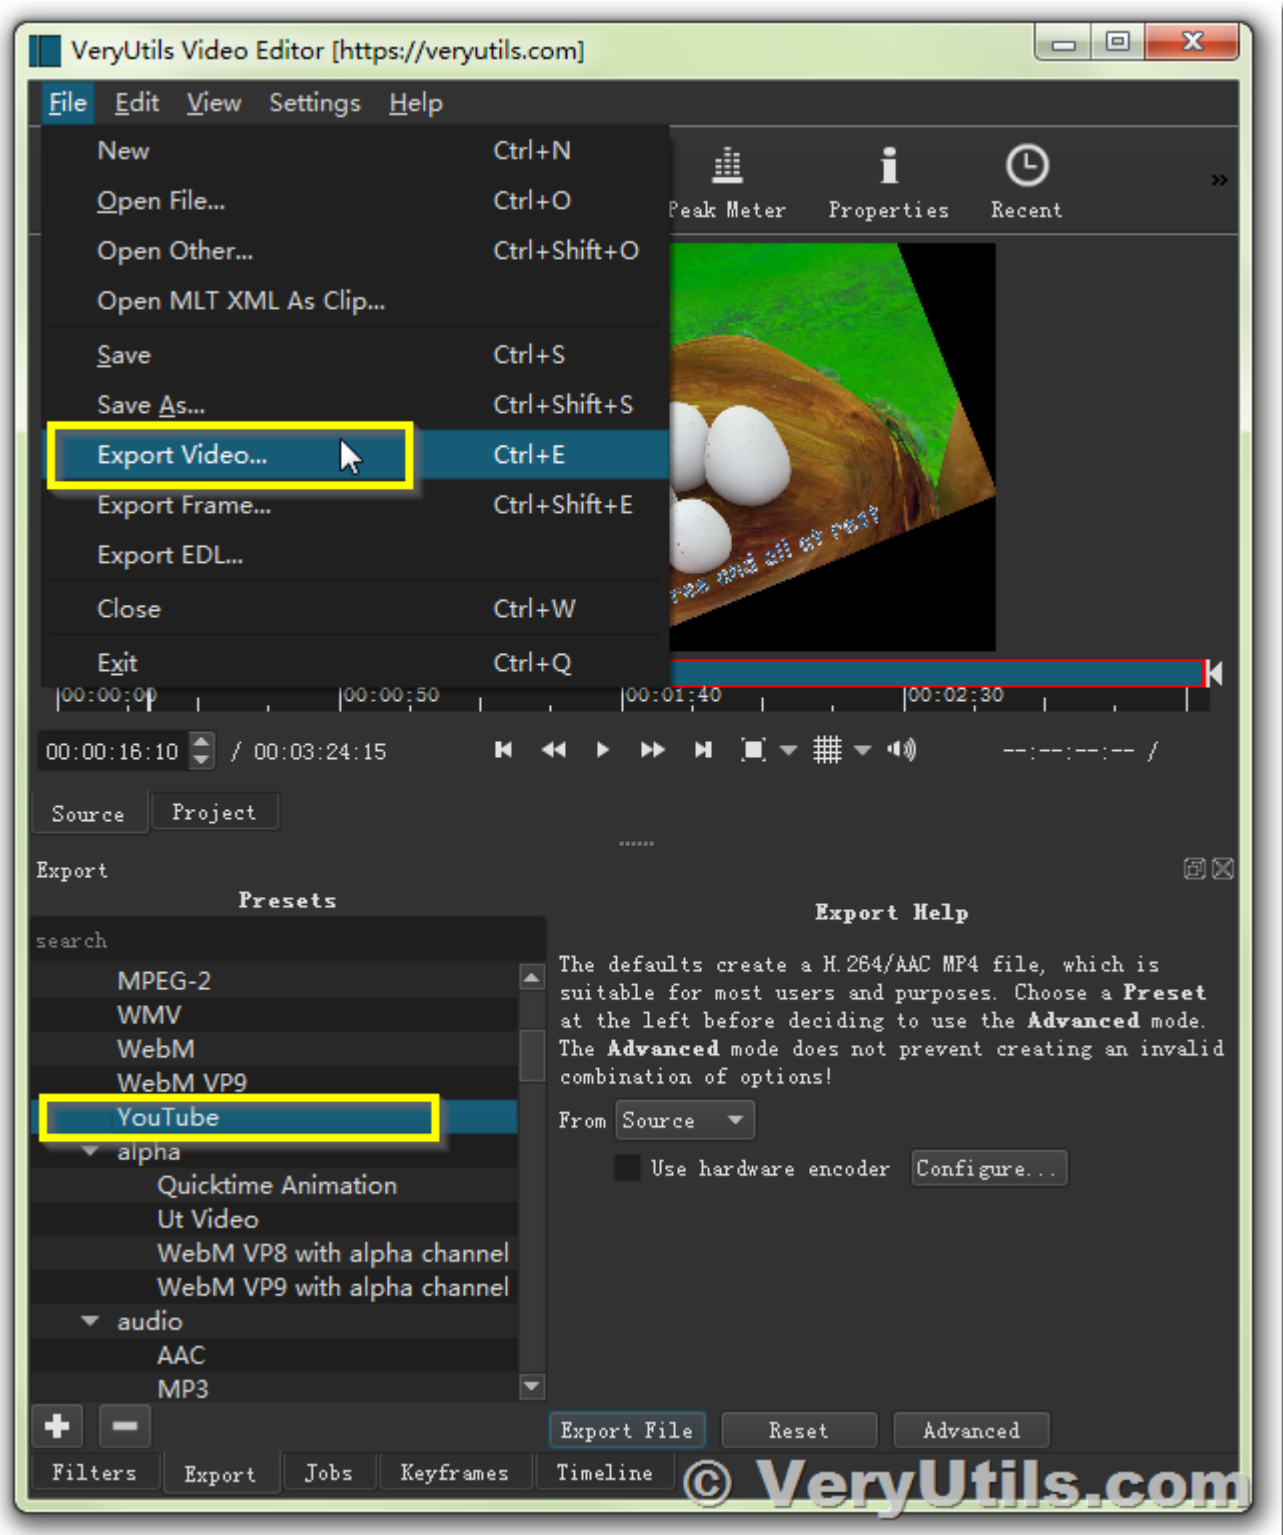 VeryUtils Video Editor [https://veryutils.com]
File Edit View Settings Help
New Ctrl+N
Open File... Ctrl+O
Open Other... Ctrl+Shift+O
Open MLT XML As Clip...
Save Ctrl+S
Save As... Ctrl+Shift+S
Export Video... Ctrl+E
Export Frame... Ctrl+Shift+E
Export EDL...
Close Ctrl+W
Exit Ctrl+Q
Peak Meter Properties Recent
and all at rest
00:00:00 00:00:50 00:01:40 00:02:30
00:00:16:10 / 00:03:24:15 --:--:--:-- /
Source Project
Export
Presets
search
MPEG-2
WMV
WebM
WebM VP9
YouTube
alpha
Quicktime Animation
Ut Video
WebM VP8 with alpha channel
WebM VP9 with alpha channel
audio
AAC
MP3
Export Help
The defaults create a H.264/AAC MP4 file, which is
suitable for most users and purposes. Choose a Preset
at the left before deciding to use the Advanced mode.
The Advanced mode does not prevent creating an invalid
combination of options!
From Source
Use hardware encoder Configure...
Export File Reset Advanced
Filters Export Jobs Keyframes Timeline
© VeryUtils.com